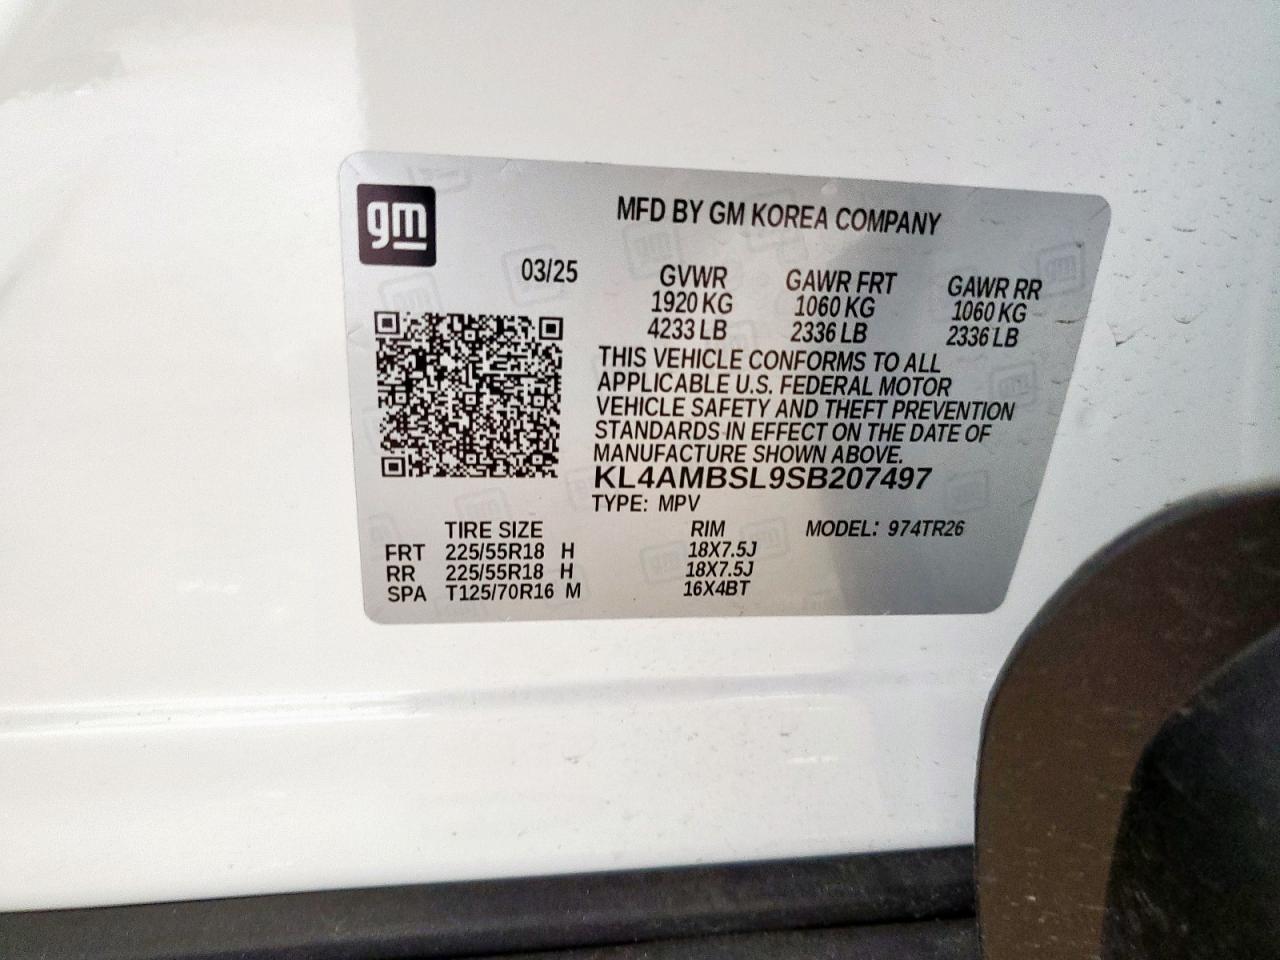 gm
MFD BY GM KOREA COMPANY
03/25
GVWR GAWR FRT GAWR RR
1920 KG 1060 KG 1060 KG
4233 LB 2336 LB 2336 LB
THIS VEHICLE CONFORMS TO ALL
APPLICABLE U.S. FEDERAL MOTOR
VEHICLE SAFETY AND THEFT PREVENTION
STANDARDS IN EFFECT ON THE DATE OF
MANUFACTURE SHOWN ABOVE.
KL4AMBSL9SB207497
TYPE: MPV
TIRE SIZE RIM MODEL: 974TR26
FRT 225/55R18 H 18X7.5J
RR 225/55R18 H 18X7.5J
SPA T125/70R16 M 16X4BT